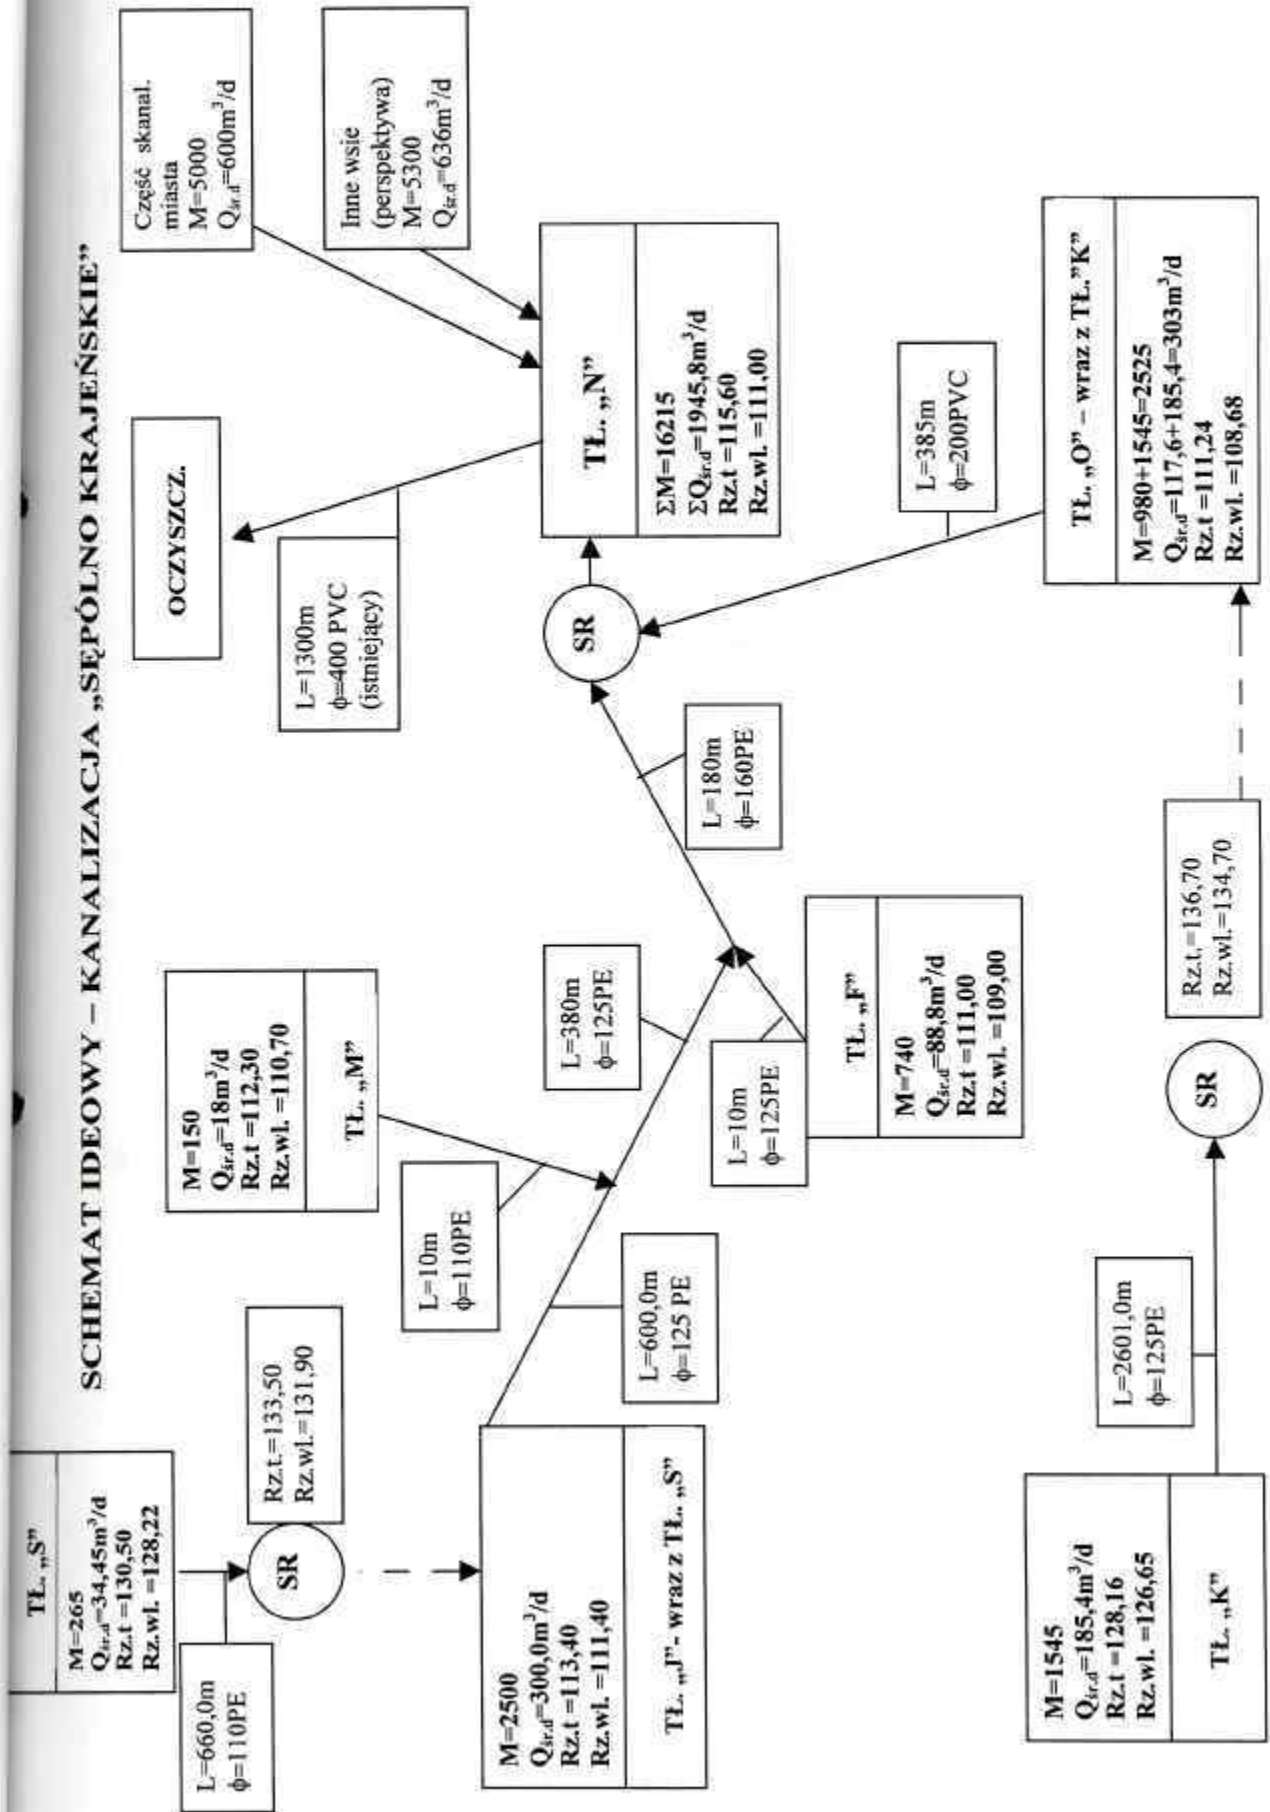 SCHEMAT IDEOWY – KANALIZACJA „SĘPÓLNO KRAJEŃSKIE”
TŁ. „S”
M=265
Qśr.d=34,45m³/d
Rz.t =130,50
Rz.wl. =128,22
L=660,0m
ϕ=110PE
SR
Rz.t.=133,50
Rz.wl.=131,90
M=2500
Qśr.d=300,0m³/d
Rz.t =113,40
Rz.wl. =111,40
TŁ. „J”- wraz z TŁ. „S”
M=150
Qśr.d=18m³/d
Rz.t =112,30
Rz.wl. =110,70
TŁ. „M”
L=10m
ϕ=110PE
L=600,0m
ϕ=125 PE
L=380m
ϕ=125PE
L=10m
ϕ=125PE
TŁ. „F”
M=740
Qśr.d=88,8m³/d
Rz.t =111,00
Rz.wl. =109,00
L=180m
ϕ=160PE
SR
OCZYSZCZ.
L=1300m
ϕ=400 PVC
(istniejący)
Część skanal.
miasta
M=5000
Qśr.d=600m³/d
Inne wsie
(perspektywa)
M=5300
Qśr.d=636m³/d
TŁ. „N”
ΣM=16215
ΣQśr.d=1945,8m³/d
Rz.t =115,60
Rz.wl. =111,00
L=385m
ϕ=200PVC
TŁ. „O” – wraz z TŁ.”K”
M=980+1545=2525
Qśr.d=117,6+185,4=303m³/d
Rz.t =111,24
Rz.wl. =108,68
M=1545
Qśr.d=185,4m³/d
Rz.t =128,16
Rz.wl. =126,65
TŁ. „K”
L=2601,0m
ϕ=125PE
SR
Rz.t.=136,70
Rz.wl.=134,70